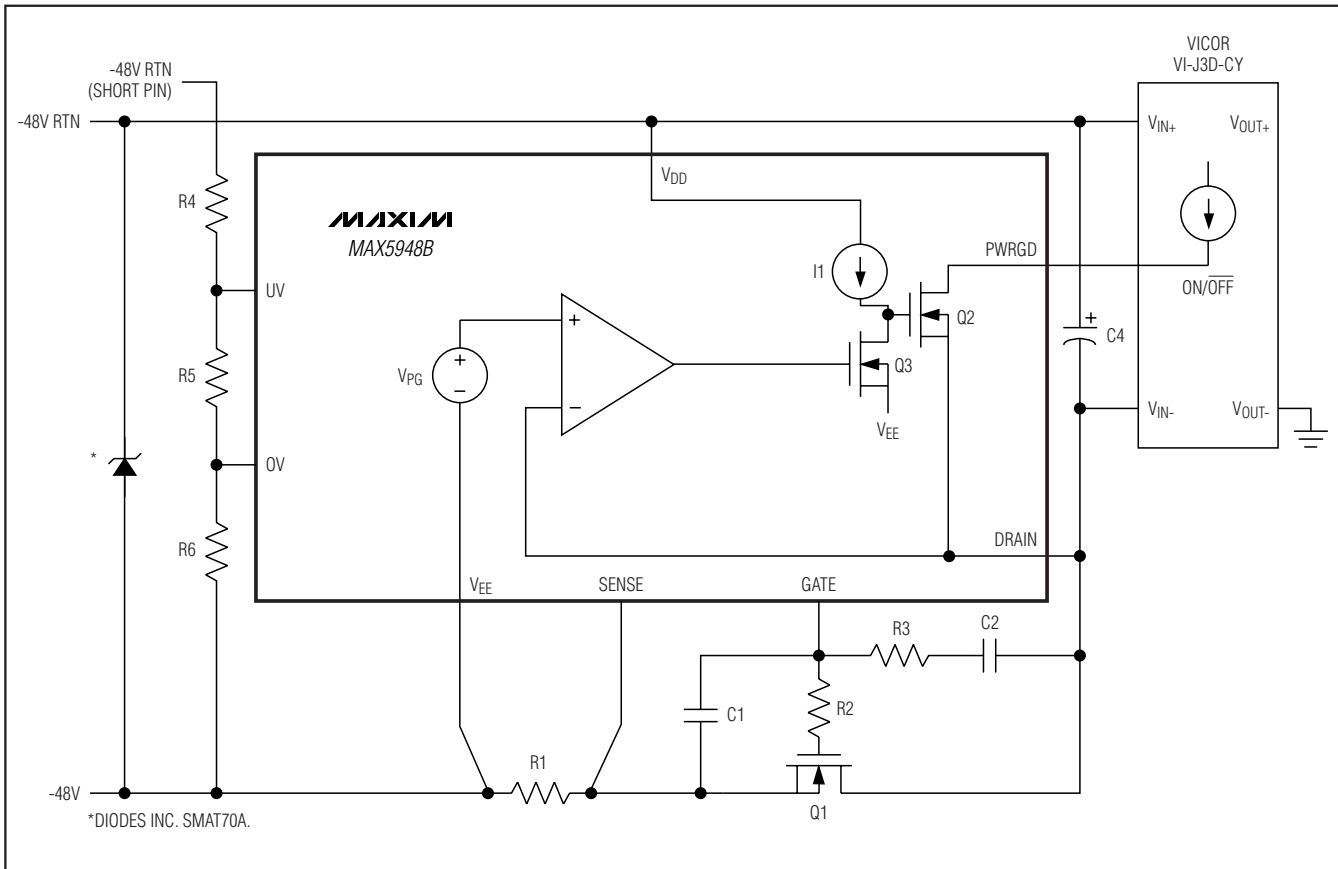 VICOR
VI-J3D-CY
-48V RTN
(SHORT PIN)
-48V RTN
VIN+
VOUT+
VDD
R4
MAXIM
MAX5948B
PWRGD
I1
ON/OFF
UV
+
Q2
+
C4
R5
VPG
+
−
Q3
−
VEE
VIN-
VOUT-
*
OV
R6
DRAIN
VEE
SENSE
GATE
R3
C2
C1
R2
R1
-48V
Q1
*DIODES INC. SMAT70A.